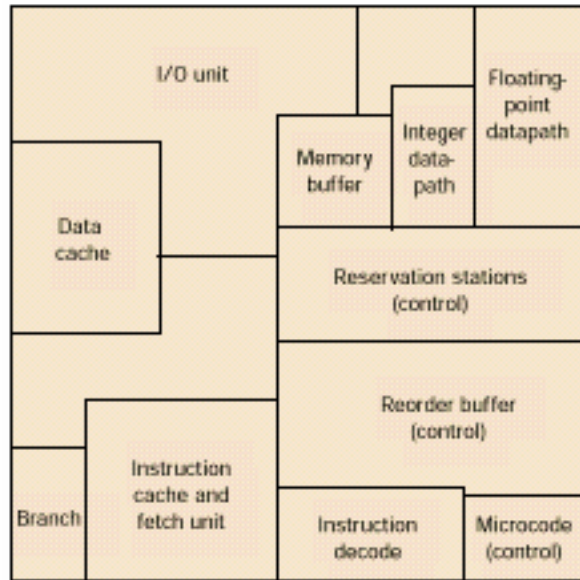 I/O unit
Floating-
point
datapath
Memory
buffer
Integer
data-
path
Data
cache
Reservation stations
(control)
Reorder buffer
(control)
Instruction
cache and
fetch unit
Branch
Instruction
decode
Microcode
(control)